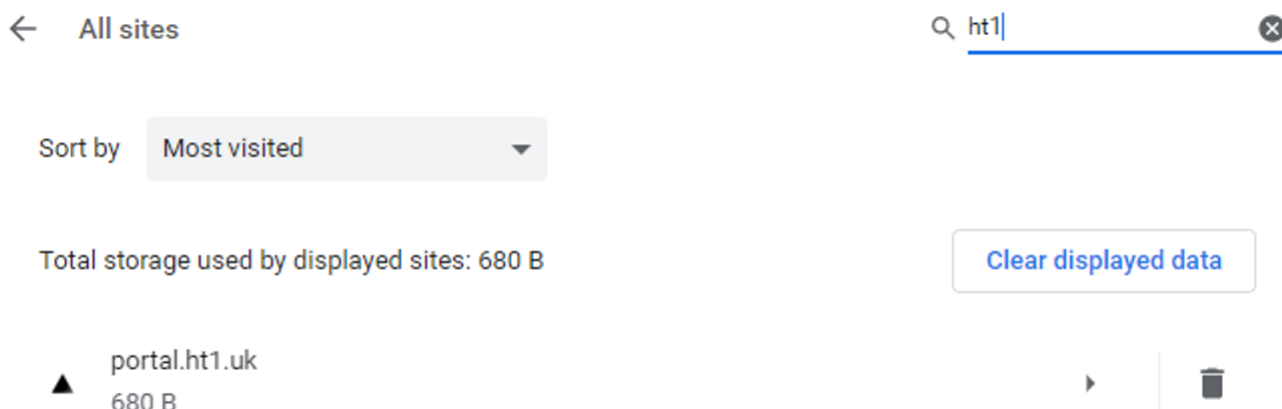 All sites
ht1
Sort by Most visited
Total storage used by displayed sites: 680 B Clear displayed data
portal.ht1.uk
680 B